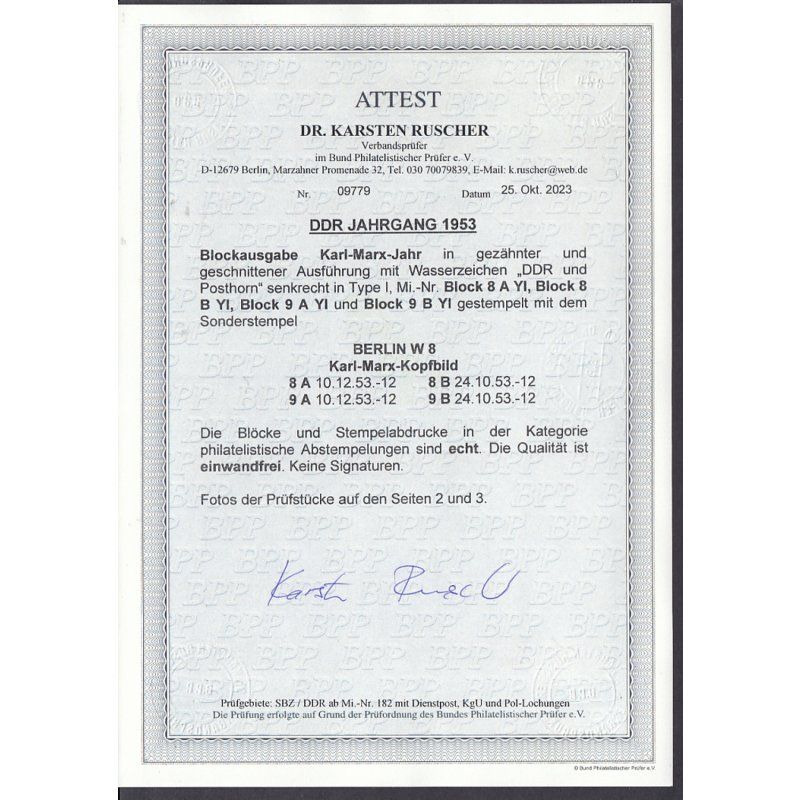 ATTEST
DR. KARSTEN RUSCHER
Verbandsprüfer
im Bund Philatelistischer Prüfer e. V.
D-12679 Berlin, Marzahner Promenade 32, Tel. 030 70079839, E-Mail: k.ruscher@web.de
Nr. 09779 Datum 25. Okt. 2023
DDR JAHRGANG 1953
Blockausgabe Karl-Marx-Jahr in gezähnter und
geschnittener Ausführung mit Wasserzeichen „DDR und
Posthorn“ senkrecht in Type I, Mi.-Nr. Block 8 A YI, Block 8
B YI, Block 9 A YI und Block 9 B YI gestempelt mit dem
Sonderstempel
BERLIN W 8
Karl-Marx-Kopfbild
8 A 10.12.53.-12 8 B 24.10.53.-12
9 A 10.12.53.-12 9 B 24.10.53.-12
Die Blöcke und Stempelabdrucke in der Kategorie
philatelistische Abstempelungen sind echt. Die Qualität ist
einwandfrei. Keine Signaturen.
Fotos der Prüfstücke auf den Seiten 2 und 3.
Prüfgebiete: SBZ / DDR ab Mi.-Nr. 182 mit Dienstpost, KgU und Pol-Lochungen
Die Prüfung erfolgte auf Grund der Prüfordnung des Bundes Philatelistischer Prüfer e.V.
© Bund Philatelistischer Prüfer e.V.